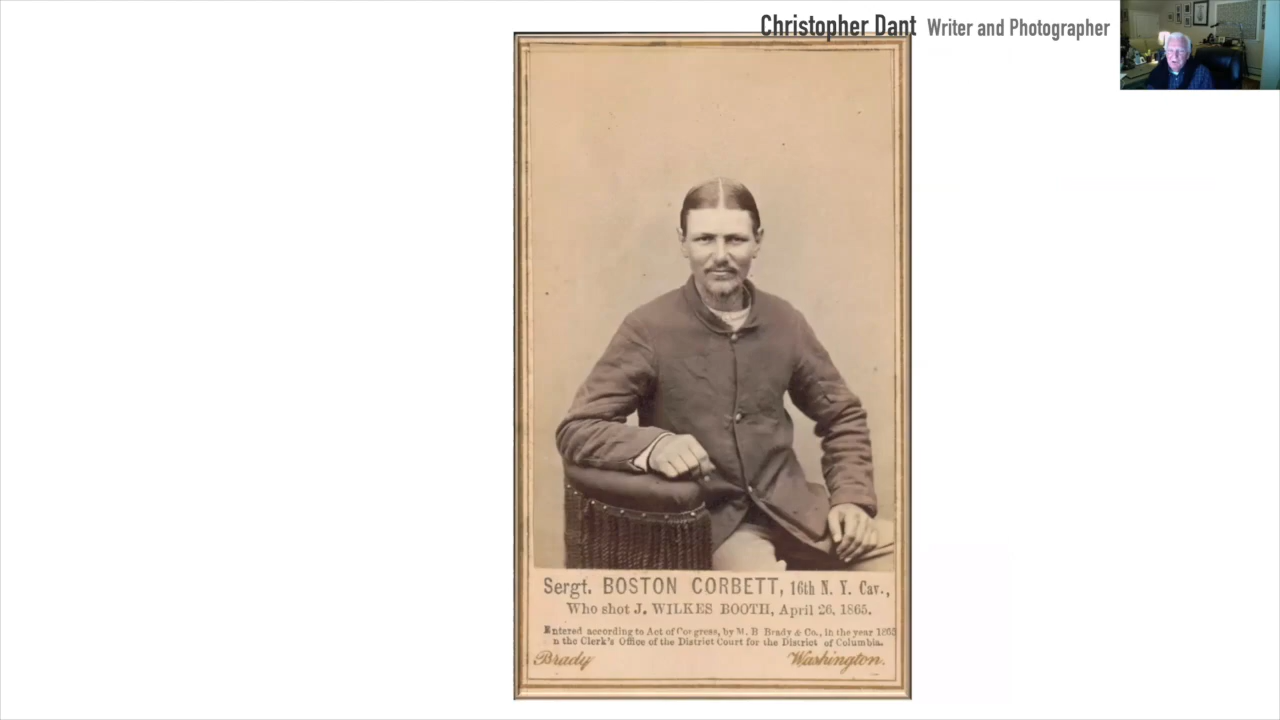 Christopher Dant Writer and Photographer
Sergt. BOSTON CORBETT, 16th N. Y. Cav.,
Who shot J. WILKES BOOTH, April 26, 1865.
Entered according to Act of Congress, by M. B Brady & Co., in the year 1865
n the Clerk's Office of the District Court for the District of Columbia.
Brady Washington.